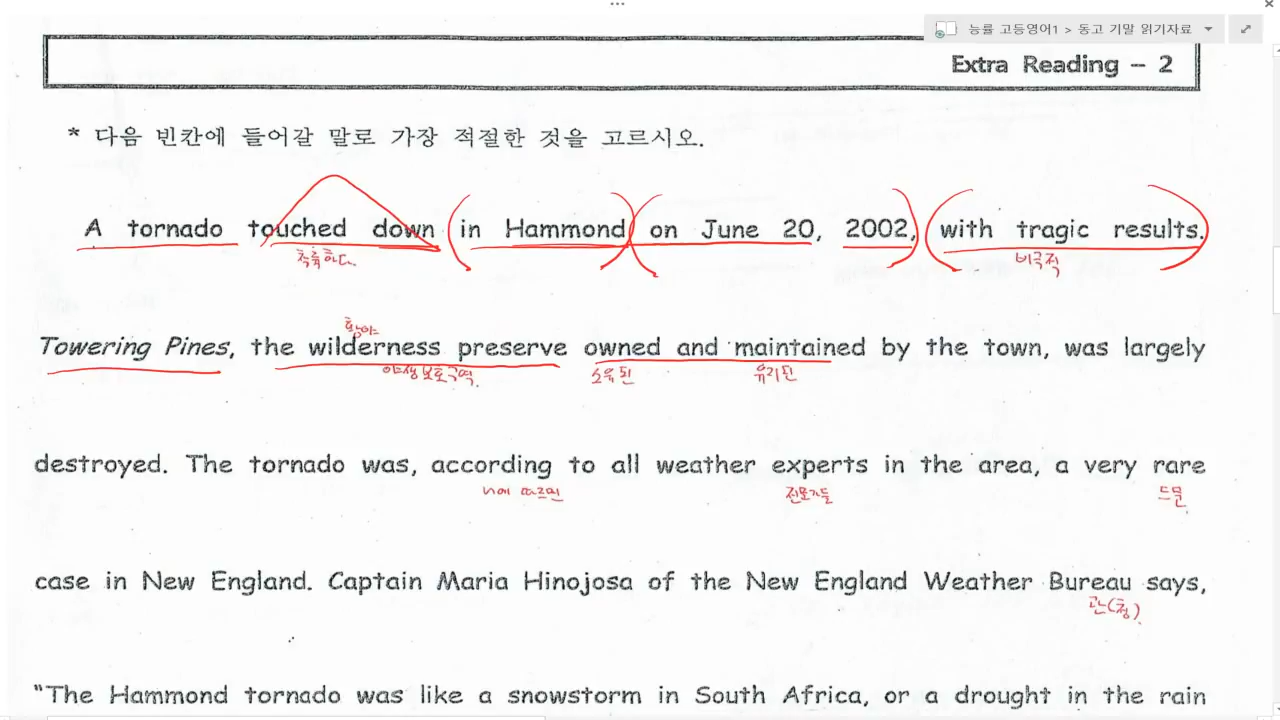 능률 고등영어1 > 동고 기말 읽기자료
Extra Reading - 2
* 다음 빈칸에 들어갈 말로 가장 적절한 것을 고르시오.
A tornado touched down in Hammond on June 20, 2002, with tragic results.
접촉하다 비극적
황야
Towering Pines, the wilderness preserve owned and maintained by the town, was largely
야생보호구역 소유된 유지된
destroyed. The tornado was, according to all weather experts in the area, a very rare
~에 따르면 전문가들 드문
case in New England. Captain Maria Hinojosa of the New England Weather Bureau says,
관(청)
"The Hammond tornado was like a snowstorm in South Africa, or a drought in the rain